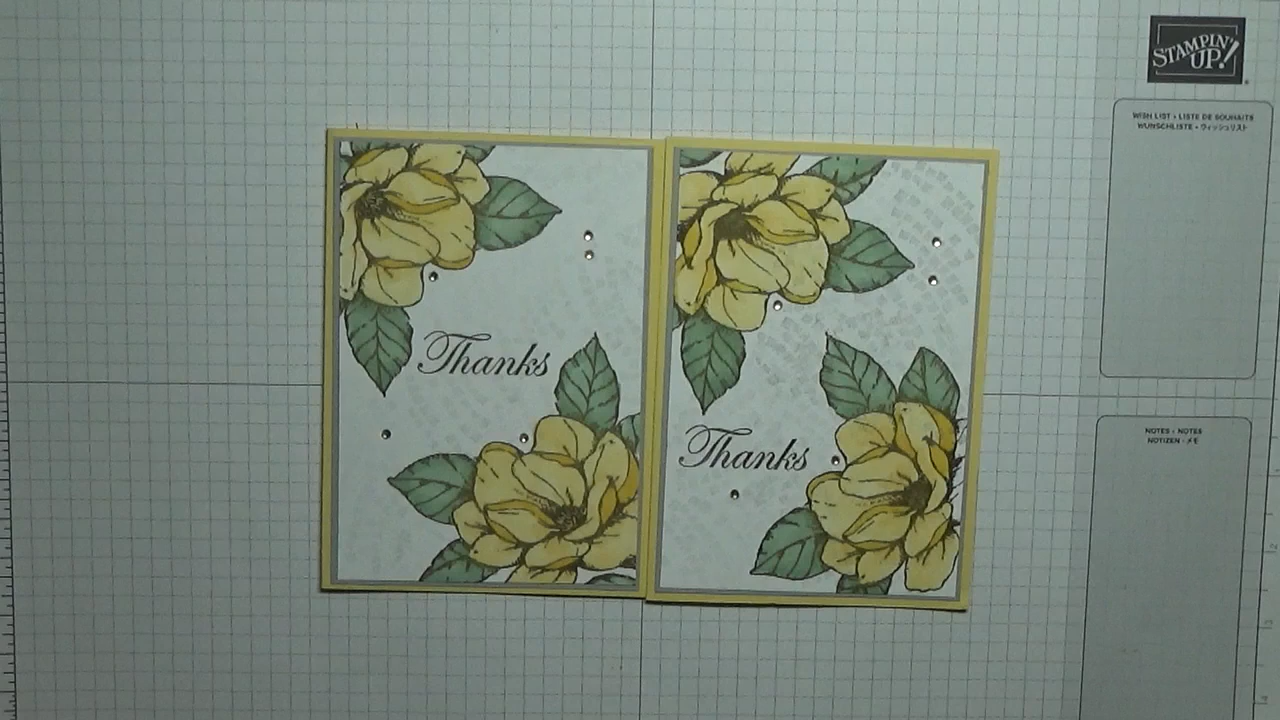 STAMPIN' UP!
WISH LIST • LISTE DE SOUHAITS
WUNSCHLISTE • ウィッシュリスト
Thanks
Thanks
NOTES • NOTES
NOTIZEN • メモ